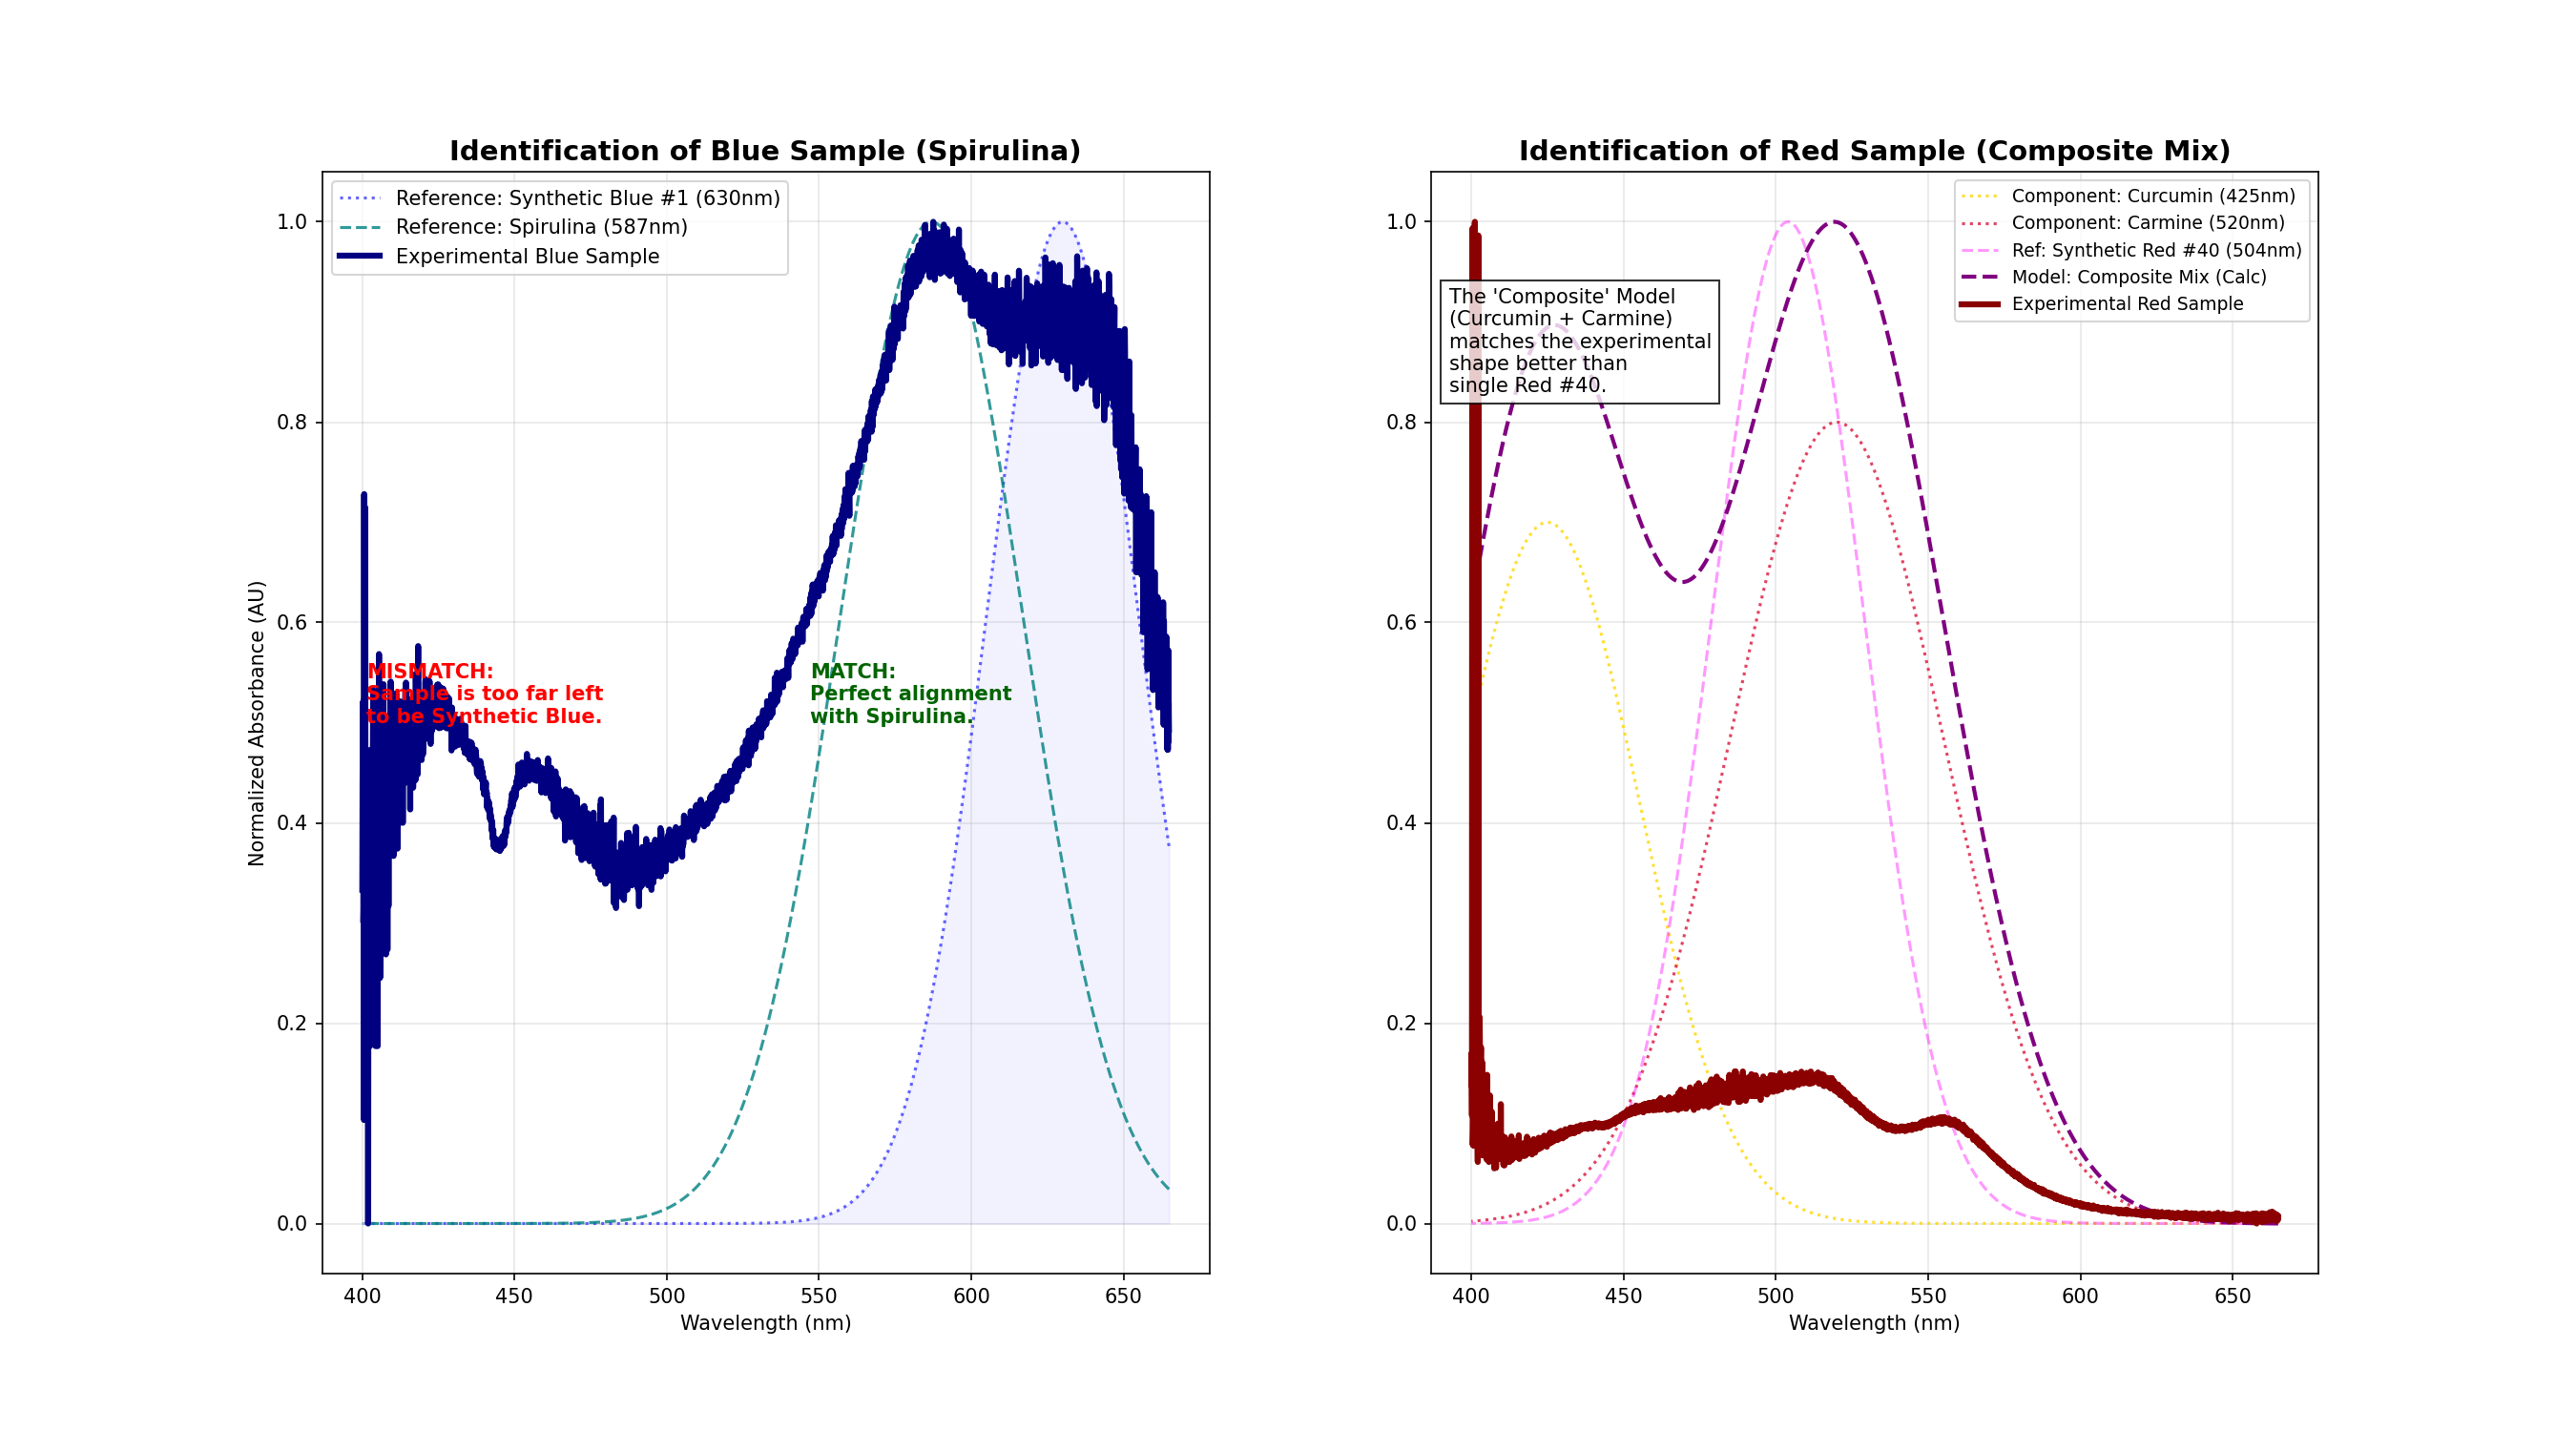 Identification of Blue Sample (Spirulina)
Reference: Synthetic Blue #1 (630nm)
Reference: Spirulina (587nm)
Experimental Blue Sample
MISMATCH:
Sample is too far left
to be Synthetic Blue.
MATCH:
Perfect alignment
with Spirulina.
Normalized Absorbance (AU)
1.0
0.8
0.6
0.4
0.2
0.0
400 450 500 550 600 650
Wavelength (nm)
Identification of Red Sample (Composite Mix)
Component: Curcumin (425nm)
Component: Carmine (520nm)
Ref: Synthetic Red #40 (504nm)
Model: Composite Mix (Calc)
Experimental Red Sample
The 'Composite' Model
(Curcumin + Carmine)
matches the experimental
shape better than
single Red #40.
1.0
0.8
0.6
0.4
0.2
0.0
400 450 500 550 600 650
Wavelength (nm)